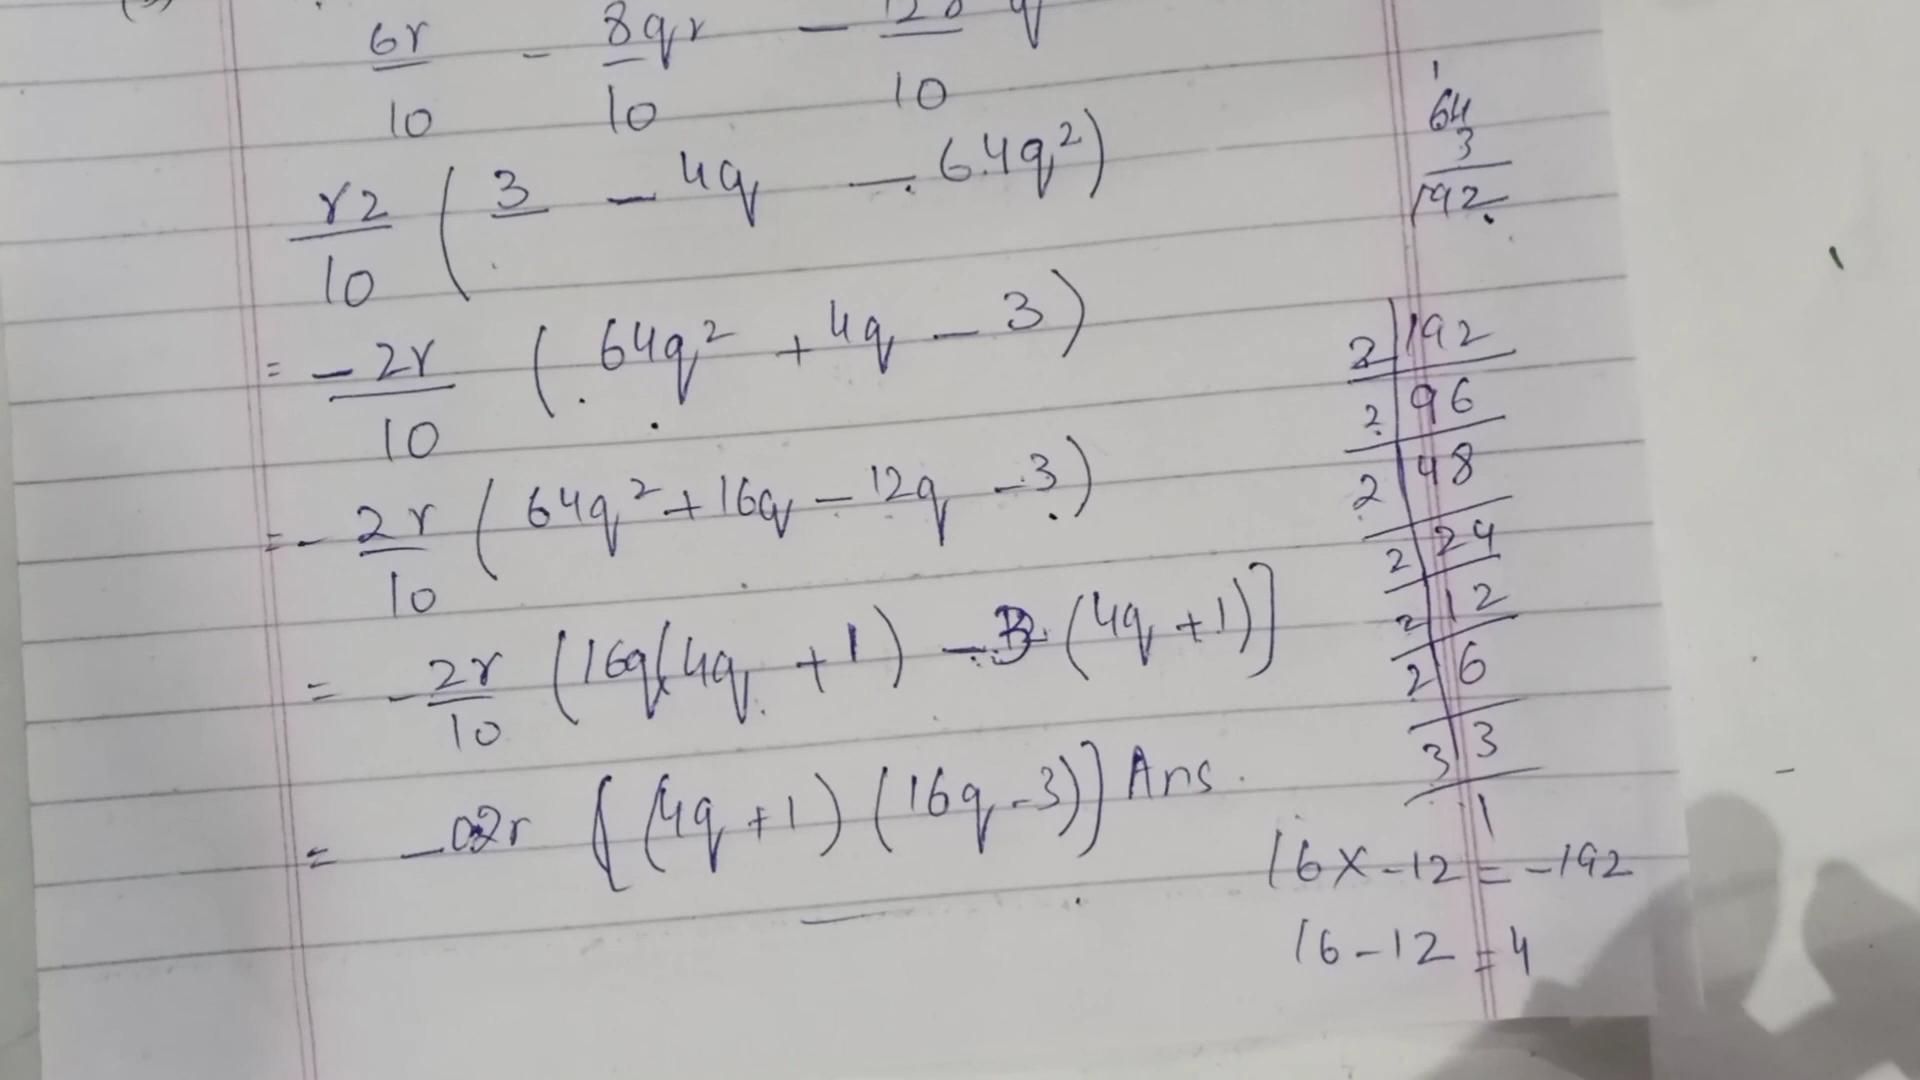 6r/10 - 8qr/10 - 128 q/10
r2/10 ( 3 - 4q - 64q²)
= - 2r/10 ( 64q² + 4q - 3 )
= - 2r/10 ( 64q² + 16q - 12q - 3 )
= - 2r/10 (16q(4q + 1) - 3 (4q + 1)]
= - 02r [(4q + 1) (16q - 3)] Ans.
1
64
3
192
2 | 192
2 | 96
2 | 48
2 | 24
2 | 12
2 | 6
3 | 3
1
16 x - 12 = - 192
16 - 12 = 4